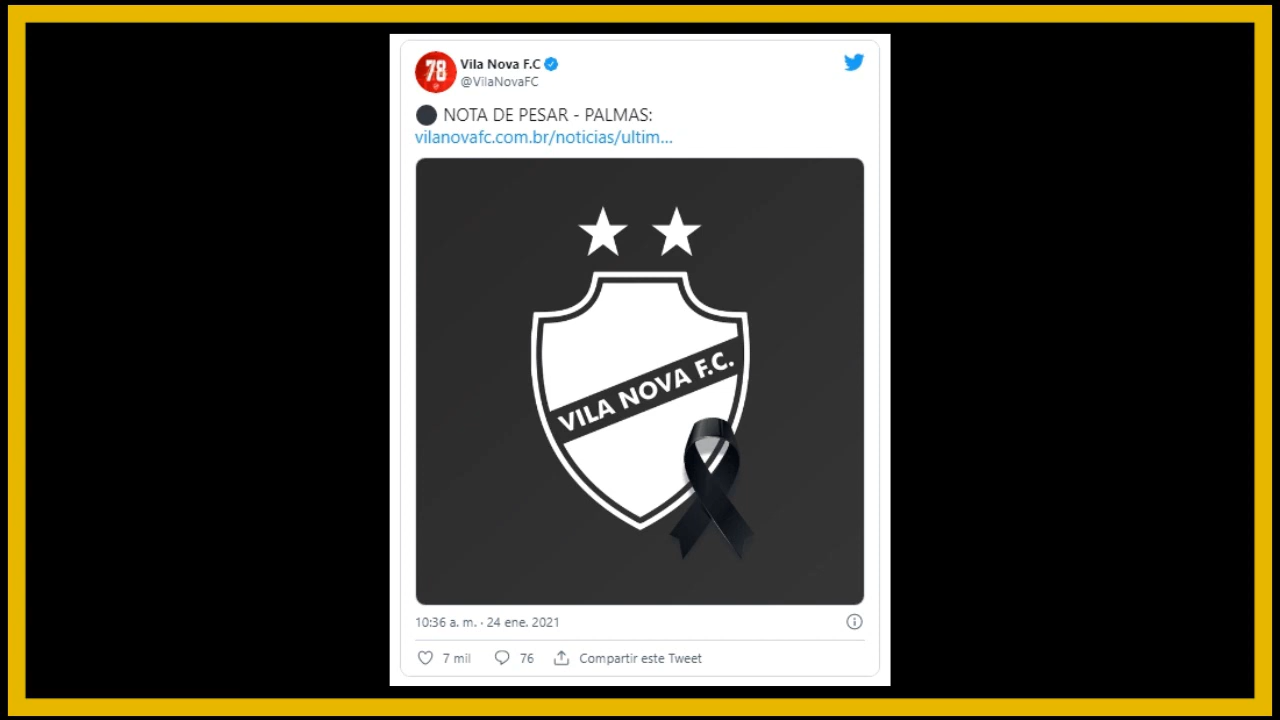 78
Vila Nova F.C
@VilaNovaFC
NOTA DE PESAR - PALMAS:
vilanovafc.com.br/noticias/ultim...
VILA NOVA F.C.
10:36 a. m. · 24 ene. 2021
7 mil 76 Compartir este Tweet